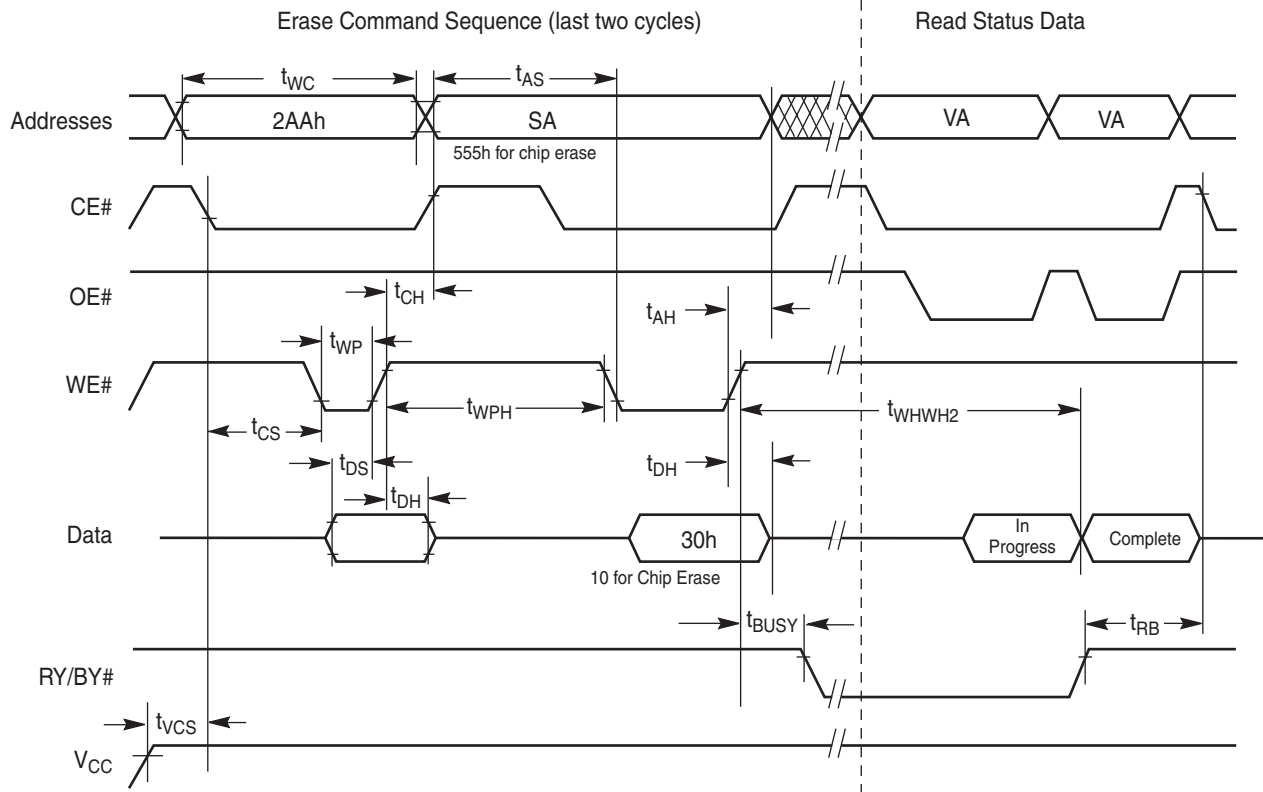 Erase Command Sequence (last two cycles)
Read Status Data
tWC
tAS
Addresses
2AAh
SA
VA
VA
555h for chip erase
CE#
OE#
tCH
tAH
tWP
WE#
tWPH
tWHWH2
tCS
tDS
tDH
tDH
Data
30h
In
Progress
Complete
10 for Chip Erase
tBUSY
tRB
RY/BY#
tVCS
VCC